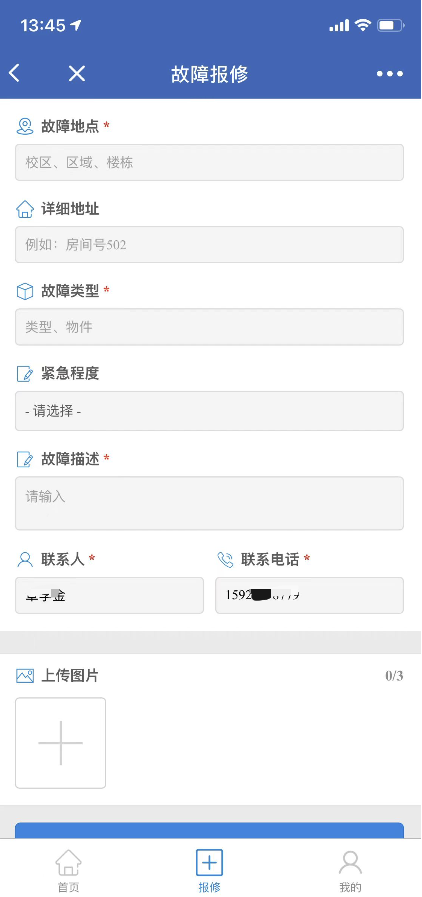 13:45
故障报修
故障地点 *
校区、区域、楼栋
详细地址
例如：房间号502
故障类型 *
类型、物件
紧急程度
- 请选择 -
故障描述 *
请输入
联系人 *
联系电话 *
金
1592
上传图片
0/3
首页
报修
我的